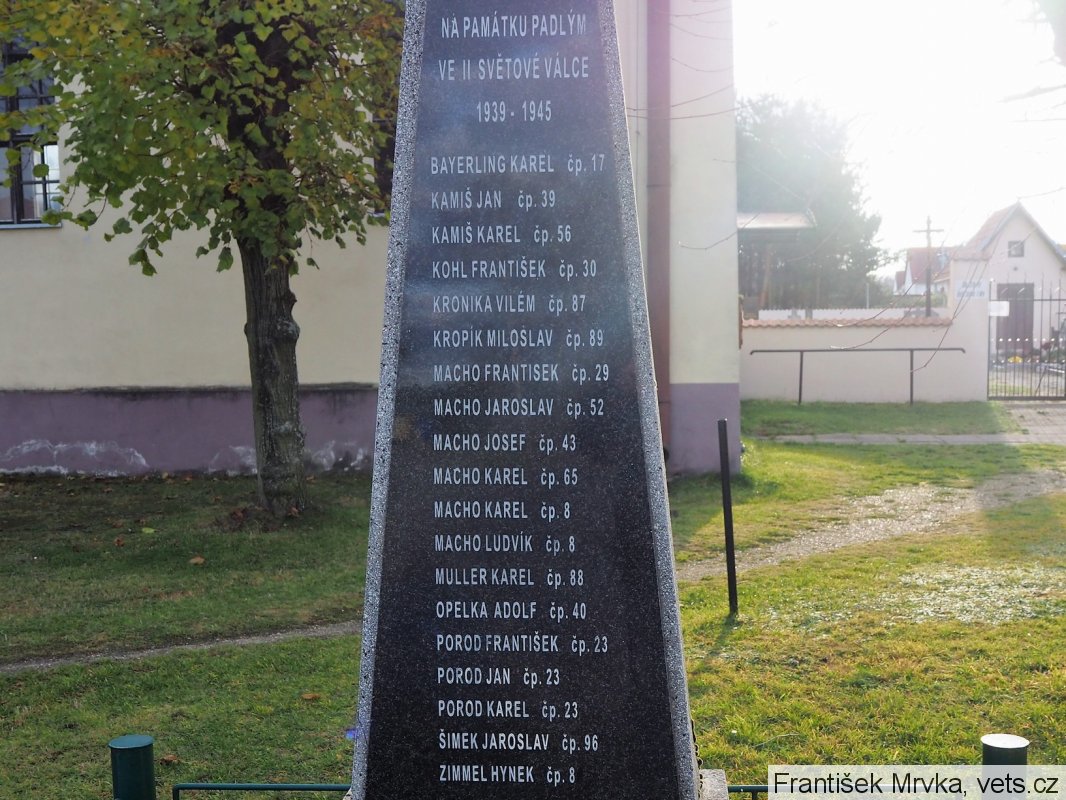 NA PAMÁTKU PADLÝM
VE II SVĚTOVÉ VÁLCE
1939 - 1945
BAYERLING KAREL čp. 17
KAMIŠ JAN čp. 39
KAMIŠ KAREL čp. 56
KOHL FRANTIŠEK čp. 30
KRONIKA VILÉM čp. 87
KROPÍK MILOSLAV čp. 89
MACHO FRANTISEK čp. 29
MACHO JAROSLAV čp. 52
MACHO JOSEF čp. 43
MACHO KAREL čp. 65
MACHO KAREL čp. 8
MACHO LUDVÍK čp. 8
MULLER KAREL čp. 88
OPELKA ADOLF čp. 40
POROD FRANTIŠEK čp. 23
POROD JAN čp. 23
POROD KAREL čp. 23
ŠIMEK JAROSLAV čp. 96
ZIMMEL HYNEK čp. 8
František Mrvka, vets.cz